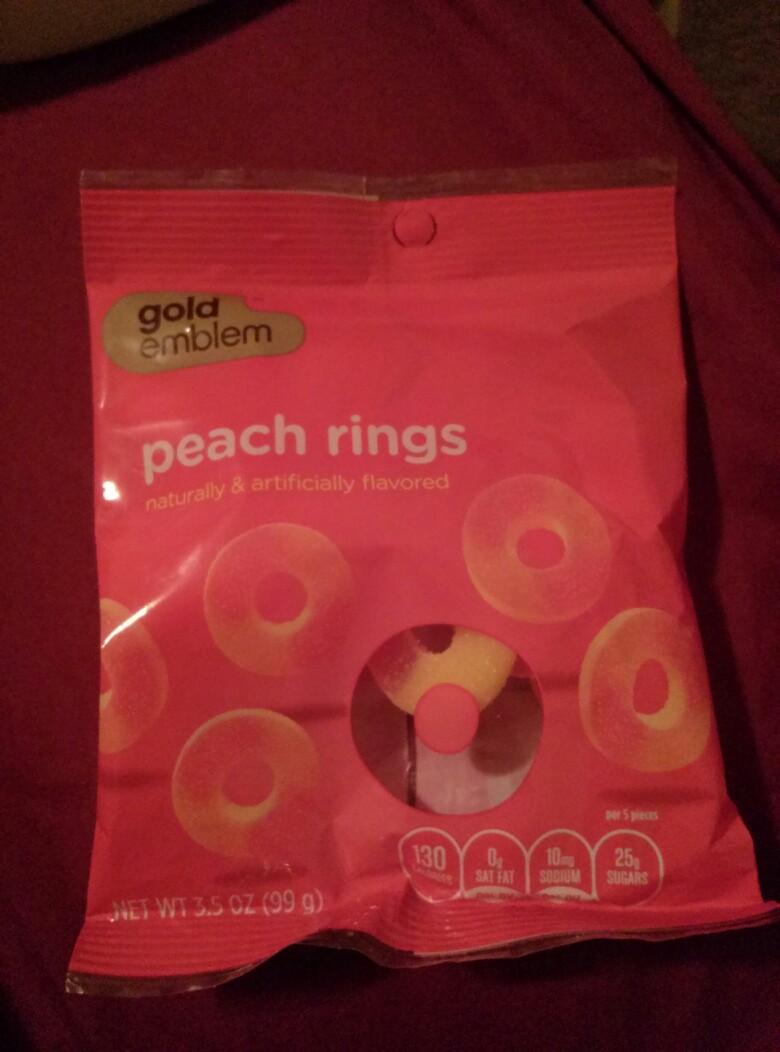 gold
emblem
peach rings
naturally & artificially flavored
per 5 pieces
130 0g 10mg 25g
CALORIES SAT FAT SODIUM SUGARS
NET WT 3.5 OZ (99 g)